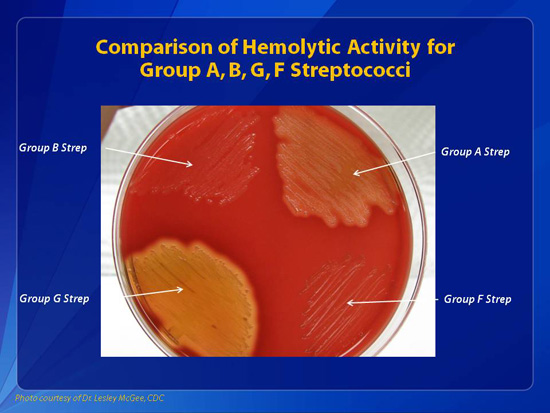 Comparison of Hemolytic Activity for
Group A, B, G, F Streptococci
Group B Strep
Group A Strep
Group G Strep
Group F Strep
Photo courtesy of Dr. Lesley McGee, CDC